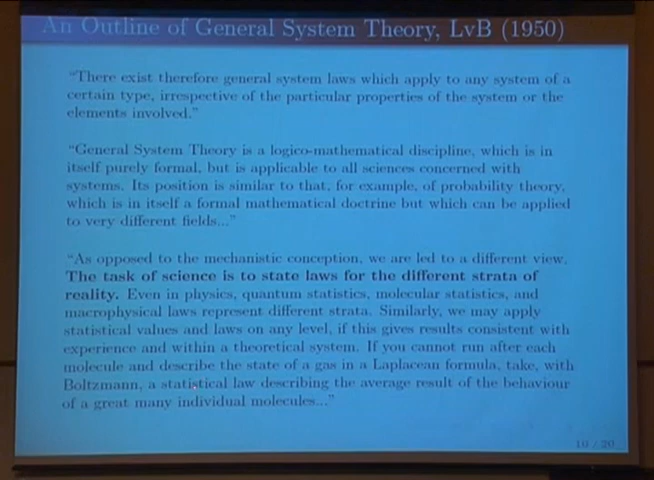 An Outline of General System Theory, LvB (1950)
"There exist therefore general system laws which apply to any system of a
certain type, irrespective of the particular properties of the system or the
elements involved."
"General System Theory is a logico-mathematical discipline, which is in
itself purely formal, but is applicable to all sciences concerned with
systems. Its position is similar to that, for example, of probability theory,
which is in itself a formal mathematical doctrine but which can be applied
to very different fields..."
"As opposed to the mechanistic conception, we are led to a different view.
The task of science is to state laws for the different strata of
reality. Even in physics, quantum statistics, molecular statistics, and
macrophysical laws represent different strata. Similarly, we may apply
statistical values and laws on any level, if this gives results consistent with
experience and within a theoretical system. If you cannot run after each
molecule and describe the state of a gas in a Laplacean formula, take, with
Boltzmann, a statistical law describing the average result of the behaviour
of a great many individual molecules..."
10 / 20